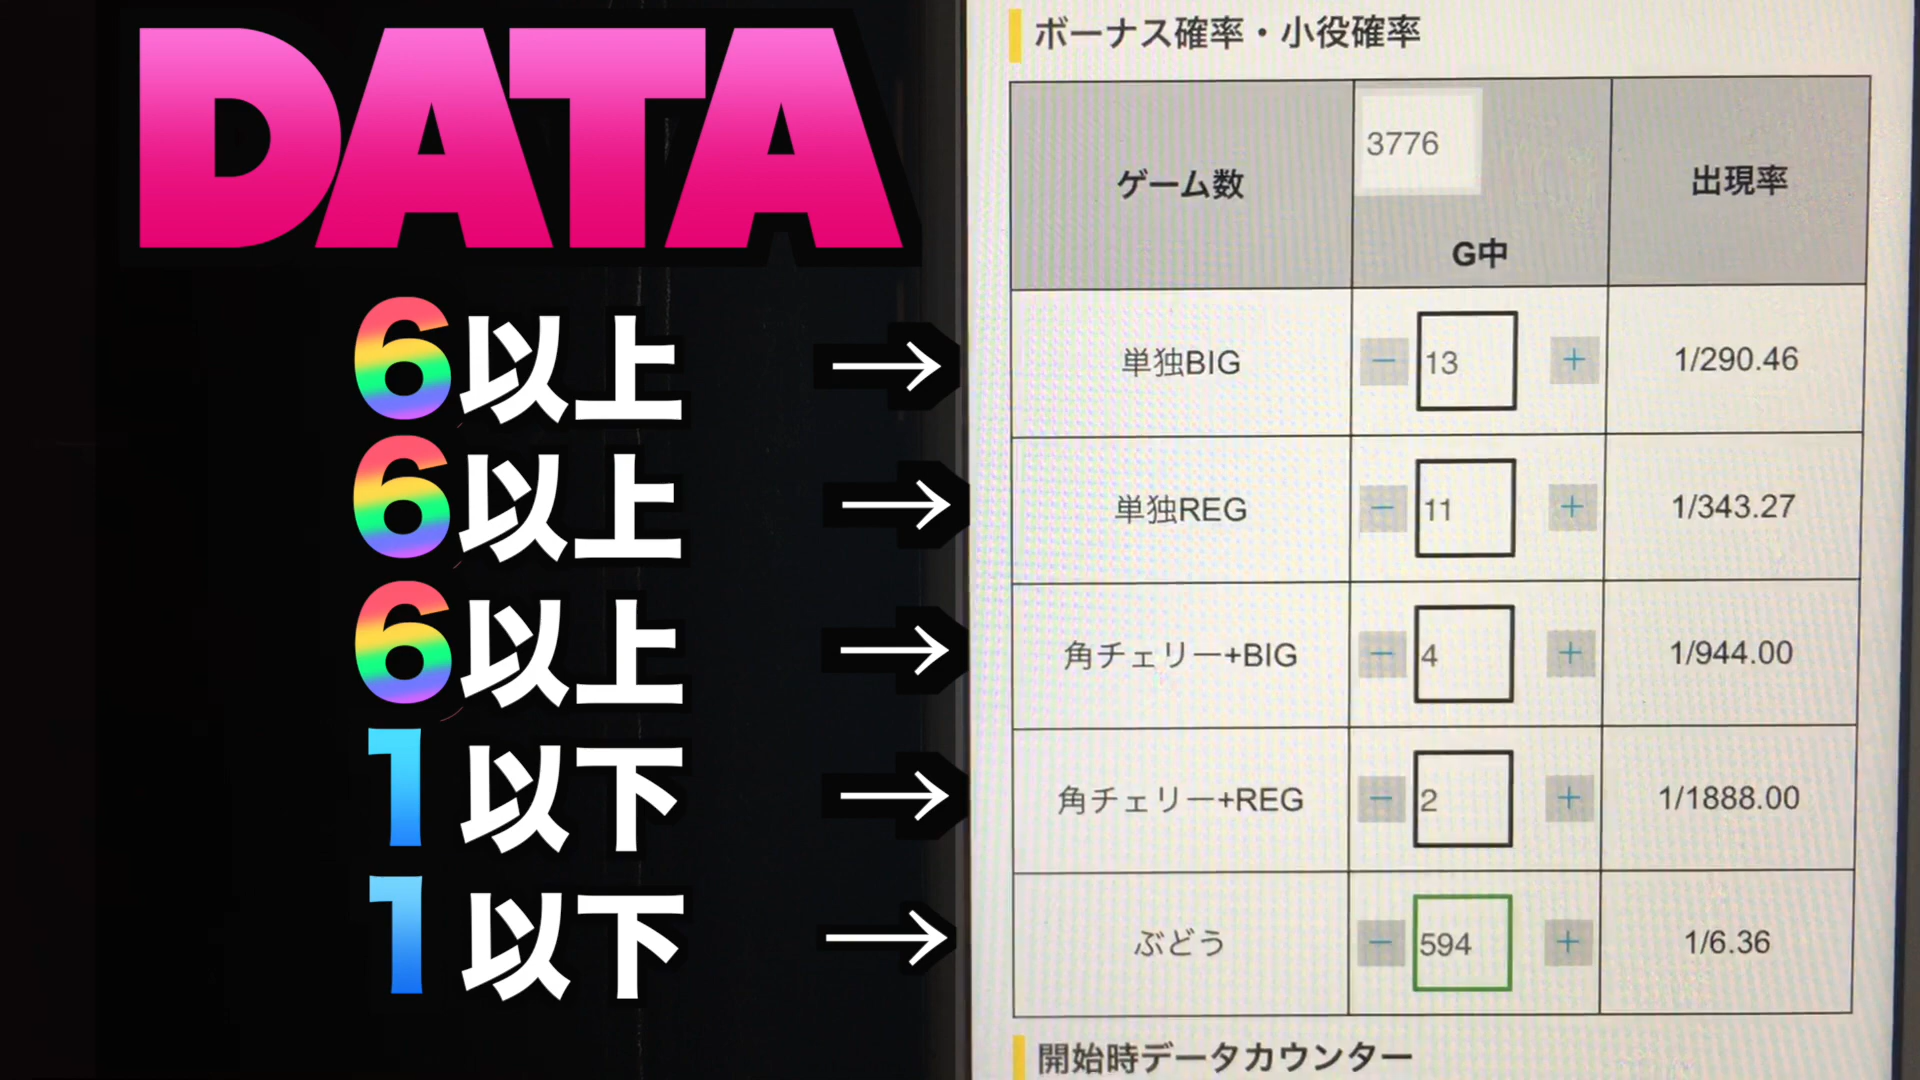 DATA
6以上 →
6以上 →
6以上 →
1以下 →
1以下 →
ボーナス確率・小役確率
ゲーム数 3776 G中 出現率
単独BIG − 13 + 1/290.46
単独REG − 11 + 1/343.27
角チェリー+BIG − 4 + 1/944.00
角チェリー+REG − 2 + 1/1888.00
ぶどう − 594 + 1/6.36
開始時データカウンター